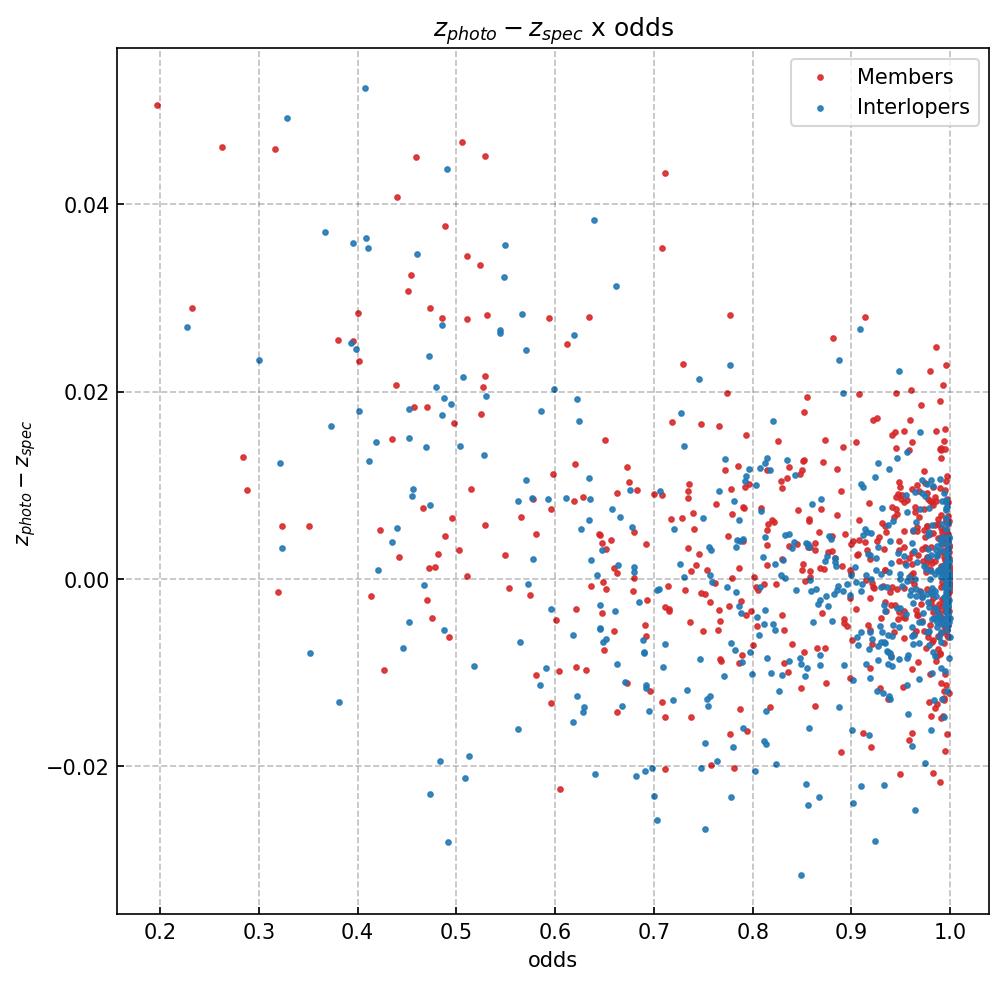 z_photo − z_spec x odds
Members
Interlopers
z_photo − z_spec
0.04
0.02
0.00
−0.02
0.2 0.3 0.4 0.5 0.6 0.7 0.8 0.9 1.0
odds